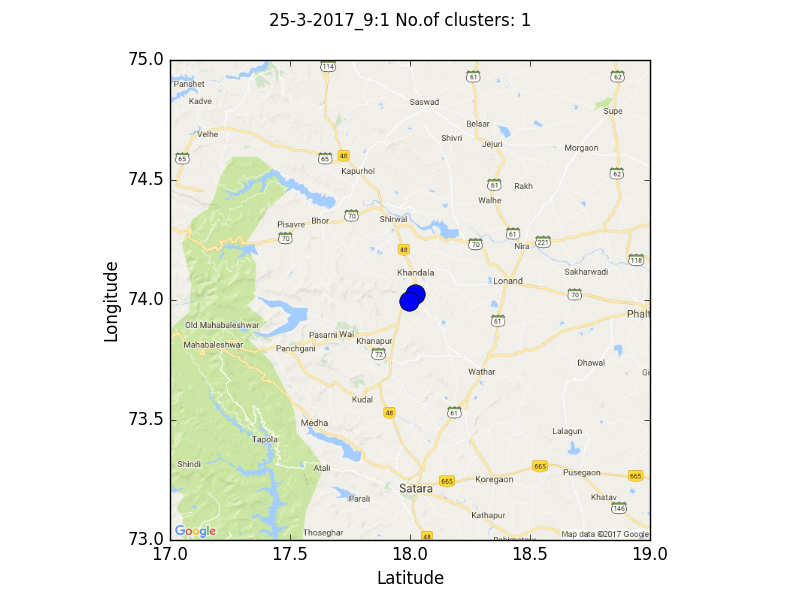 25-3-2017_9:1 No.of clusters: 1
75.0
74.5
74.0
73.5
73.0
Longitude
114
61
62
Panshet
Kadve
Saswad
Supe
Velhe
Belsar
Shivri
Jejuri
Morgaon
65
65
48
Kapurhol
62
61
Rakh
Walhe
Pisavre
Bhor
70
Shirwal
70
61
221
Nira
48
70
118
Khandala
Sakharwadi
Lonand
70
Phalt
Old Mahabaleshwar
61
Mahabaleshwar
Pasarni
Wai
Khanapur
Panchgani
72
Dhawal
Gi
Wathar
Kudal
48
61
Medha
Lalagun
Tapola
Shindi
Atali
665
Pusegaon
665
665
Koregaon
Satara
Parali
Khatav
146
Kathapur
Thoseghar
48
Google
Map data ©2017 Google
17.0 17.5 18.0 18.5 19.0
Latitude